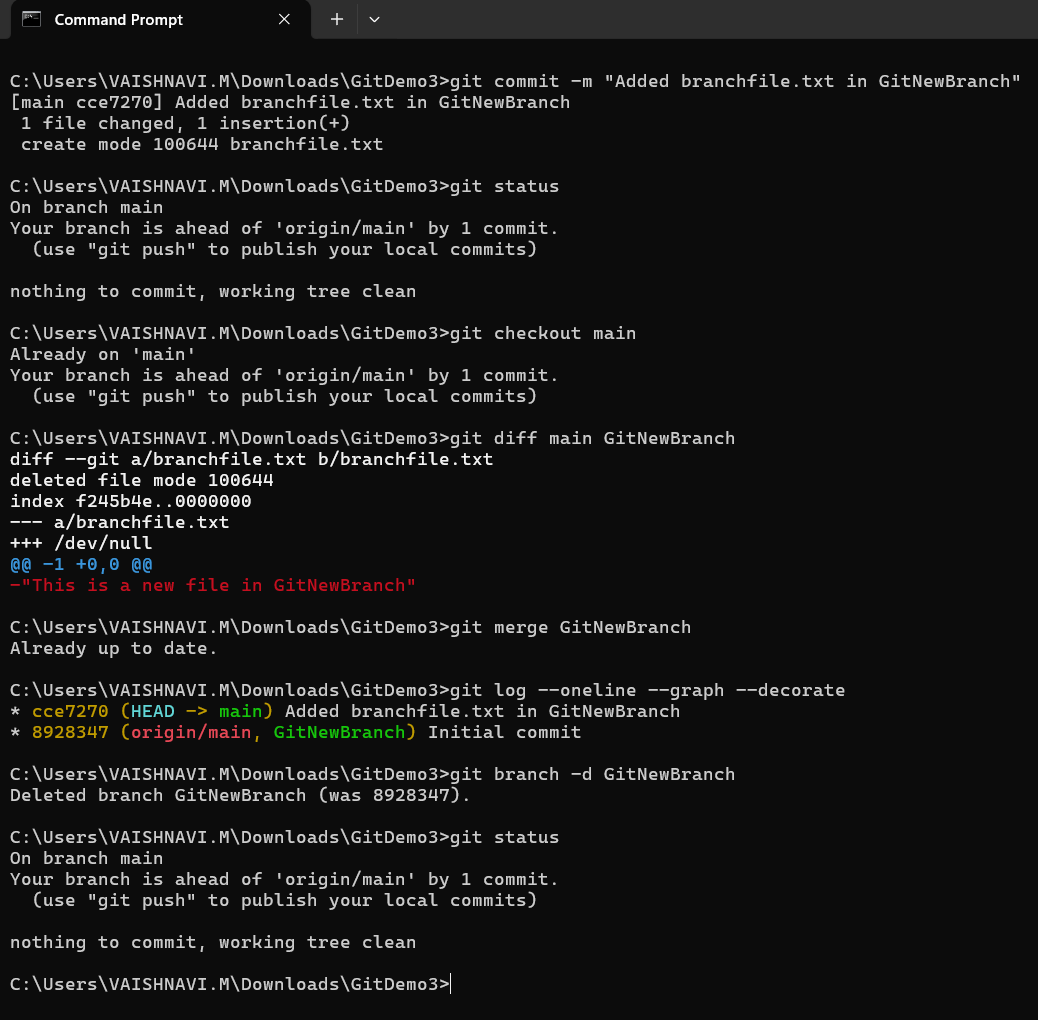 Command Prompt
C:\Users\VAISHNAVI.M\Downloads\GitDemo3>git commit -m "Added branchfile.txt in GitNewBranch"
[main cce7270] Added branchfile.txt in GitNewBranch
 1 file changed, 1 insertion(+)
 create mode 100644 branchfile.txt
C:\Users\VAISHNAVI.M\Downloads\GitDemo3>git status
On branch main
Your branch is ahead of 'origin/main' by 1 commit.
  (use "git push" to publish your local commits)
nothing to commit, working tree clean
C:\Users\VAISHNAVI.M\Downloads\GitDemo3>git checkout main
Already on 'main'
Your branch is ahead of 'origin/main' by 1 commit.
  (use "git push" to publish your local commits)
C:\Users\VAISHNAVI.M\Downloads\GitDemo3>git diff main GitNewBranch
diff --git a/branchfile.txt b/branchfile.txt
deleted file mode 100644
index f245b4e..0000000
--- a/branchfile.txt
+++ /dev/null
@@ -1 +0,0 @@
-"This is a new file in GitNewBranch"
C:\Users\VAISHNAVI.M\Downloads\GitDemo3>git merge GitNewBranch
Already up to date.
C:\Users\VAISHNAVI.M\Downloads\GitDemo3>git log --oneline --graph --decorate
* cce7270 (HEAD -> main) Added branchfile.txt in GitNewBranch
* 8928347 (origin/main, GitNewBranch) Initial commit
C:\Users\VAISHNAVI.M\Downloads\GitDemo3>git branch -d GitNewBranch
Deleted branch GitNewBranch (was 8928347).
C:\Users\VAISHNAVI.M\Downloads\GitDemo3>git status
On branch main
Your branch is ahead of 'origin/main' by 1 commit.
  (use "git push" to publish your local commits)
nothing to commit, working tree clean
C:\Users\VAISHNAVI.M\Downloads\GitDemo3>